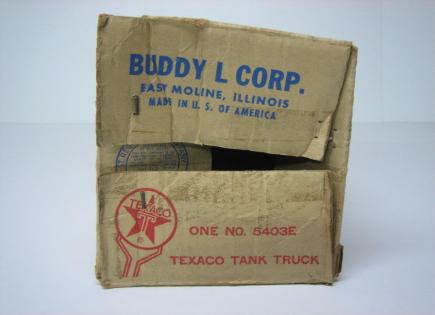 BUDDY L CORP.
EAST MOLINE, ILLINOIS
MADE IN U. S. OF AMERICA
TEXACO
T
ONE NO. 5403E
TEXACO TANK TRUCK